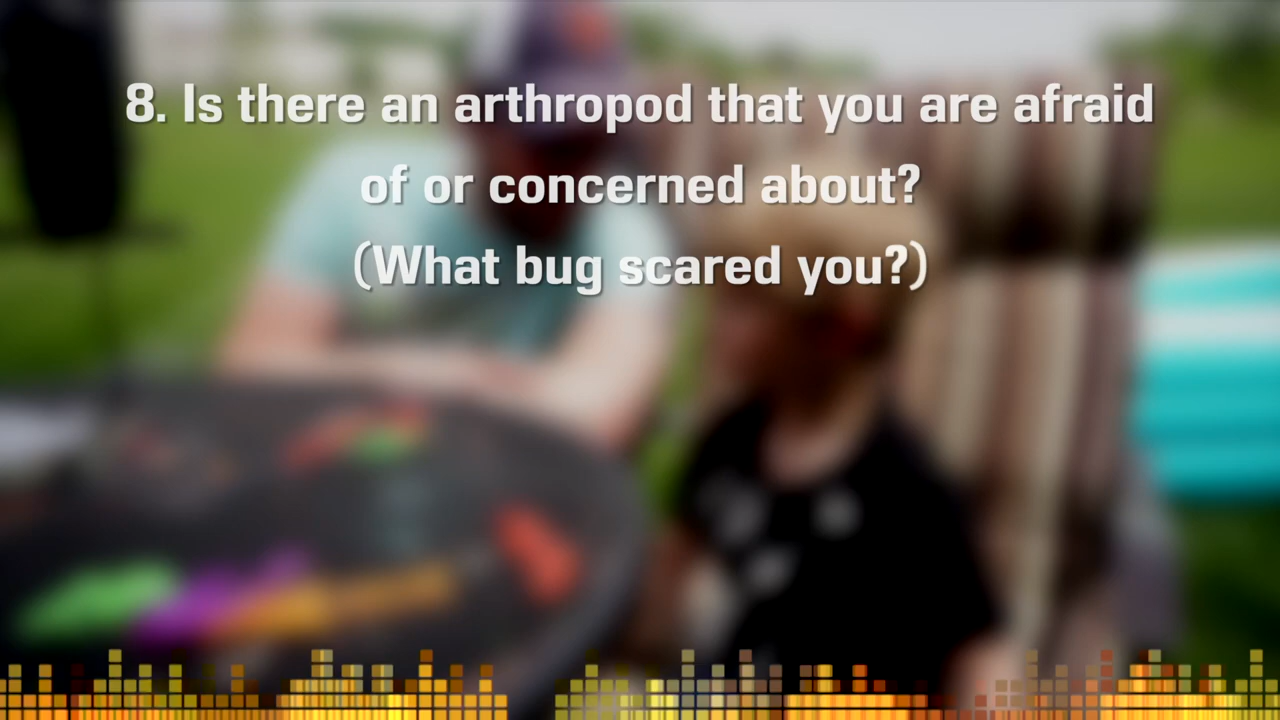 8. Is there an arthropod that you are afraid
of or concerned about?
(What bug scared you?)